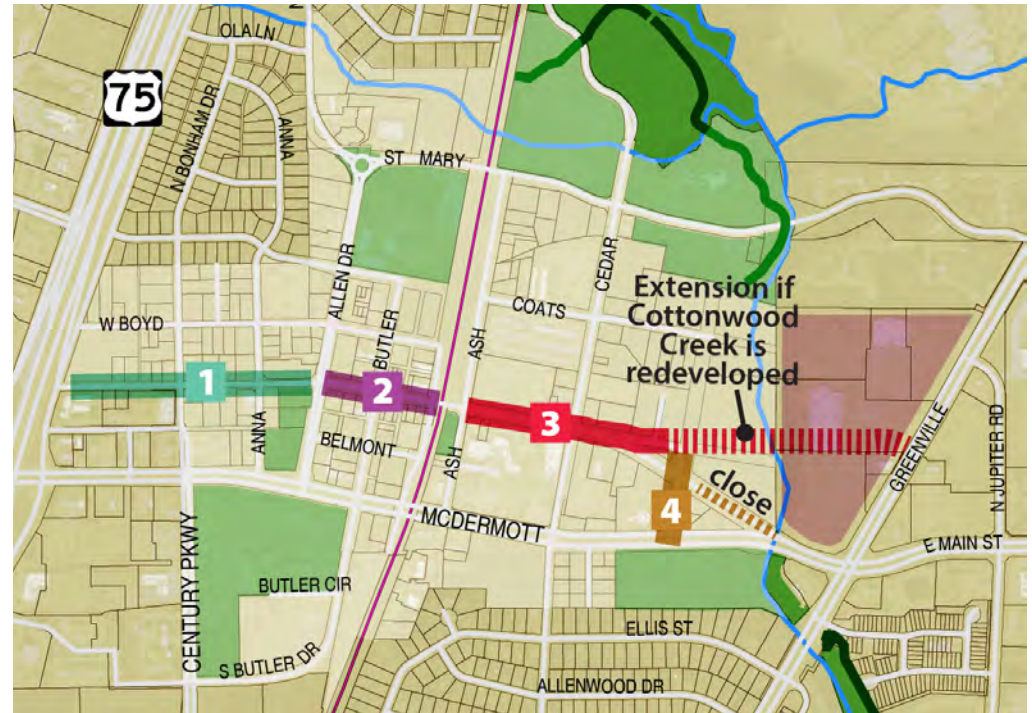 N
OLA LN
75
N BONHAM DR
ANNA
ST MARY
ALLEN DR
CEDAR
Extension if
Cottonwood
Creek is
redeveloped
COATS
W BOYD
BUTLER
ASH
1
2
3
ANNA
BELMONT
ASH
GREENVILLE
N JUPITER RD
close
4
MCDERMOTT
E MAIN ST
CENTURY PKWY
BUTLER CIR
ELLIS ST
S BUTLER DR
ALLENWOOD DR